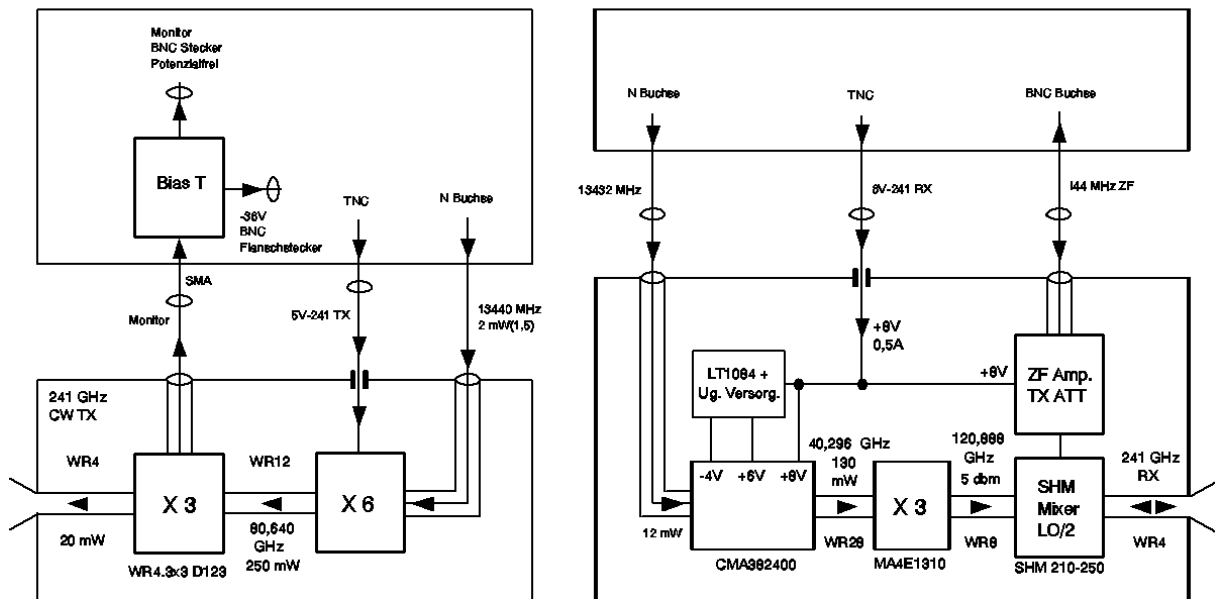 Monitor
BNC Stecker
Potenzialfrei
Bias T
-36V
BNC
Flanschstecker
TNC
N Buchse
SMA
Monitor
5V-241 TX
13440 MHz
2 mW(1,5)
241 GHz
CW TX
WR4
X 3
WR12
X 6
20 mW
80,640
GHz
250 mW
WR4.3x3 D123
N Buchse
TNC
BNC Buchse
13432 MHz
8V-241 RX
144 MHz ZF
+8V
0,5A
LT1084 +
Ug. Versorg.
+8V
ZF Amp.
TX ATT
-4V
+6V
+8V
40,296 GHz
130
mW
X 3
120,888
GHz
5 dbm
SHM
Mixer
LO/2
241 GHz
RX
12 mW
WR28
WR8
WR4
CMA382400
MA4E1310
SHM 210-250